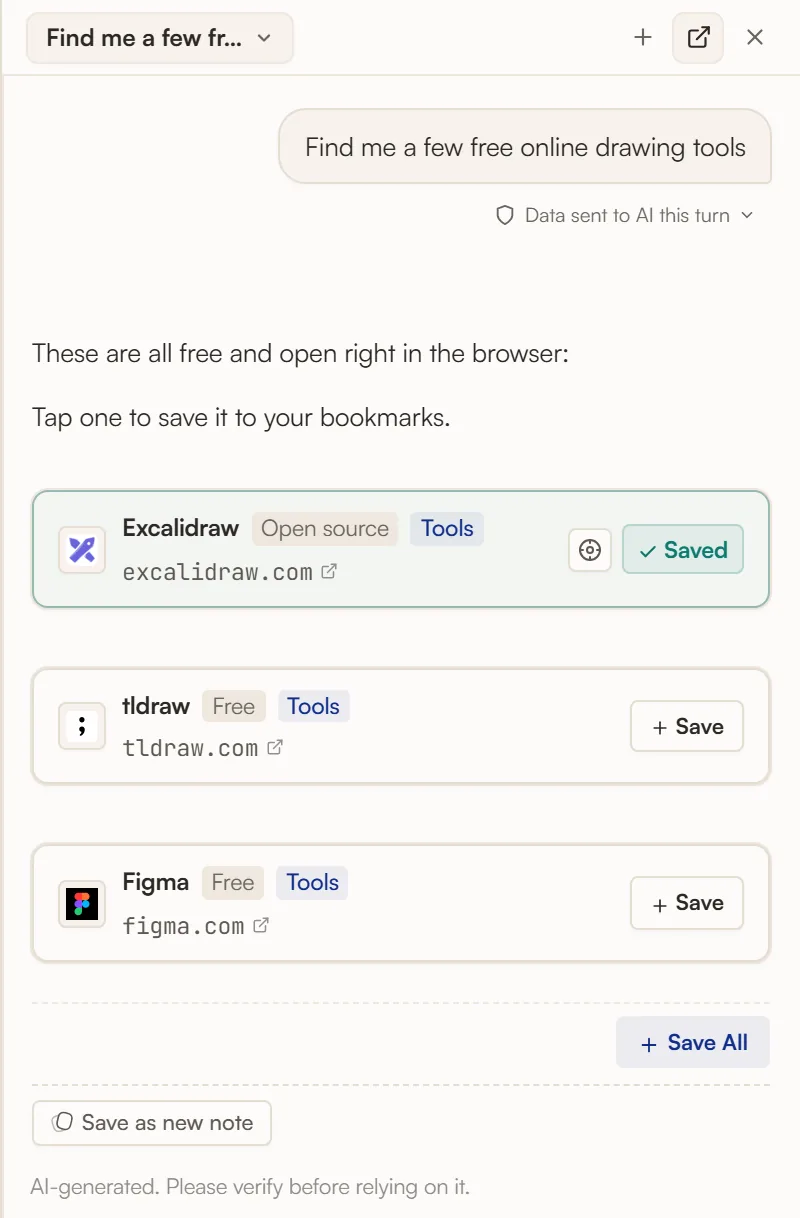 Find me a few fr...
Find me a few free online drawing tools
Data sent to AI this turn
These are all free and open right in the browser:
Tap one to save it to your bookmarks.
Excalidraw Open source Tools
excalidraw.com
Saved
tldraw Free Tools
tldraw.com
+ Save
Figma Free Tools
figma.com
+ Save
+ Save All
Save as new note
AI-generated. Please verify before relying on it.